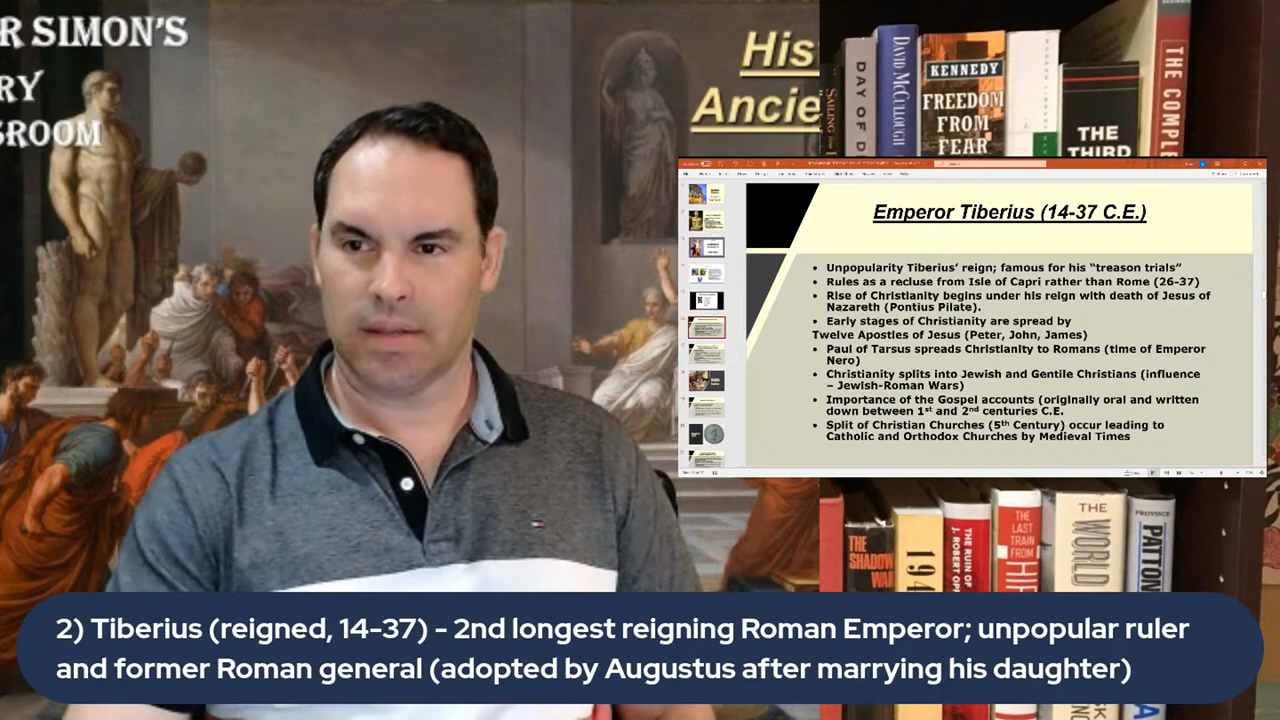 R SIMON'S
RY
SROOM
His
Ancie
SAILING
DAY OF D
DAVID McCULLOUGH
KENNEDY
FREEDOM
FROM
FEAR
THE
THIRD
THE COMPLE
Emperor Tiberius (14-37 C.E.)
• Unpopularity Tiberius' reign; famous for his “treason trials”
• Rules as a recluse from Isle of Capri rather than Rome (26-37)
• Rise of Christianity begins under his reign with death of Jesus of
Nazareth (Pontius Pilate).
• Early stages of Christianity are spread by
Twelve Apostles of Jesus (Peter, John, James)
• Paul of Tarsus spreads Christianity to Romans (time of Emperor
Nero)
• Christianity splits into Jewish and Gentile Christians (influence
– Jewish-Roman Wars)
• Importance of the Gospel accounts (originally oral and written
down between 1st and 2nd centuries C.E.
• Split of Christian Churches (5th Century) occur leading to
Catholic and Orthodox Churches by Medieval Times
THE
SHADOW
WAR
194
THE RUIN OF
J. ROBERT OP
THE
LAST
TRAIN
FROM
HIR
THE
WORLD
PROVINCE
PATTON
2) Tiberius (reigned, 14-37) - 2nd longest reigning Roman Emperor; unpopular ruler
and former Roman general (adopted by Augustus after marrying his daughter)